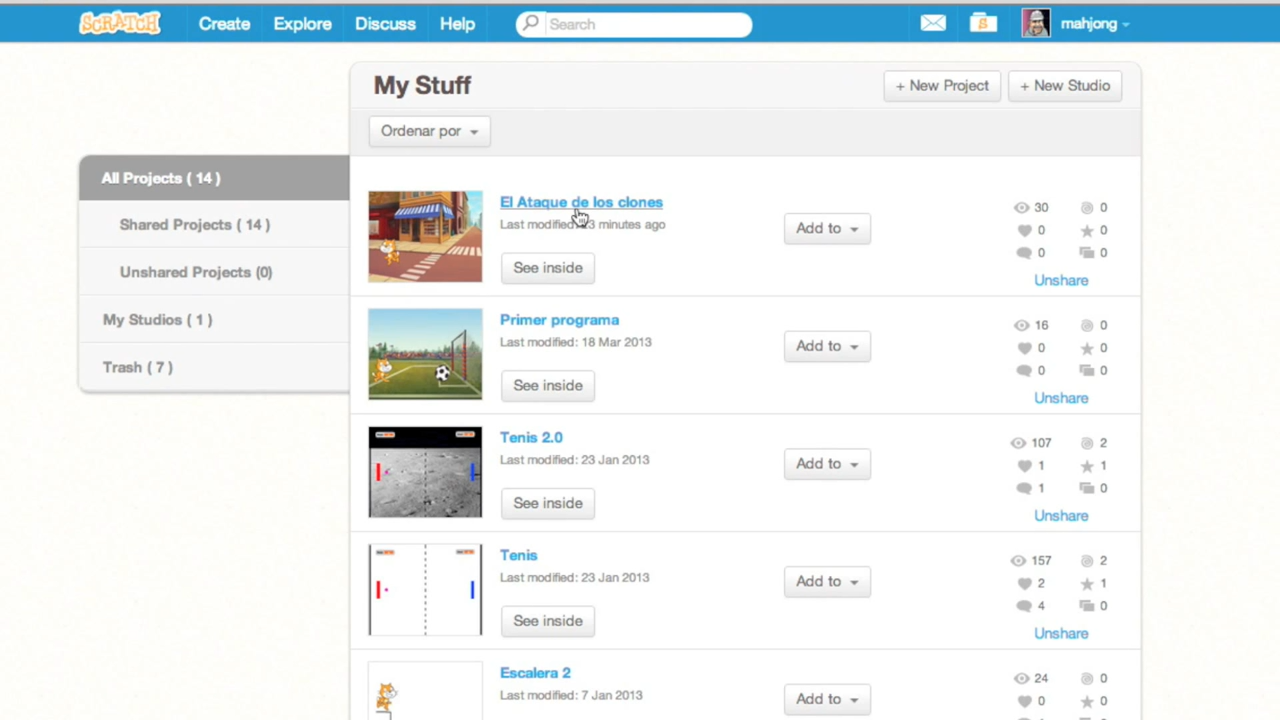 SCRATCH Create Explore Discuss Help Search S mahjong
My Stuff + New Project + New Studio
Ordenar por
All Projects ( 14 )
Shared Projects ( 14 )
Unshared Projects (0)
My Studios ( 1 )
Trash ( 7 )
El Ataque de los clones
Last modified: 3 minutes ago
See inside
Add to
30 0
0 0
0 0
Unshare
Primer programa
Last modified: 18 Mar 2013
See inside
Add to
16 0
0 0
0 0
Unshare
Tenis 2.0
Last modified: 23 Jan 2013
See inside
Add to
107 2
1 1
1 0
Unshare
Tenis
Last modified: 23 Jan 2013
See inside
Add to
157 2
2 1
4 0
Unshare
Escalera 2
Last modified: 7 Jan 2013
Add to
24 0
0 0